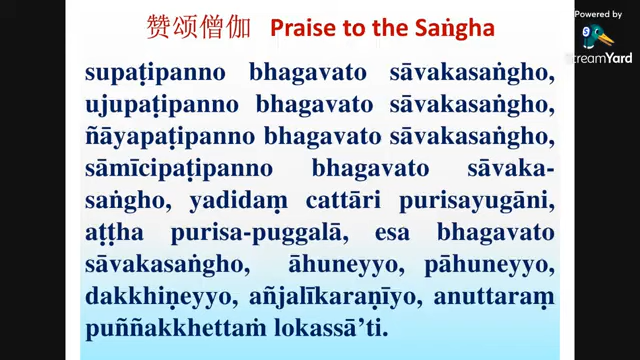 赞颂僧伽 Praise to the Saṅgha
Powered by
StreamYard
supaṭipanno bhagavato sāvakasaṅgho,
ujupaṭipanno bhagavato sāvakasaṅgho,
ñāyapaṭipanno bhagavato sāvakasaṅgho,
sāmīcipaṭipanno bhagavato sāvaka-
saṅgho, yadidaṃ cattāri purisayugāni,
aṭṭha purisa-puggalā, esa bhagavato
sāvakasaṅgho, āhuneyyo, pāhuneyyo,
dakkhiṇeyyo, añjalīkaraṇīyo, anuttaraṃ
puññakkhettaṁ lokassā’ti.